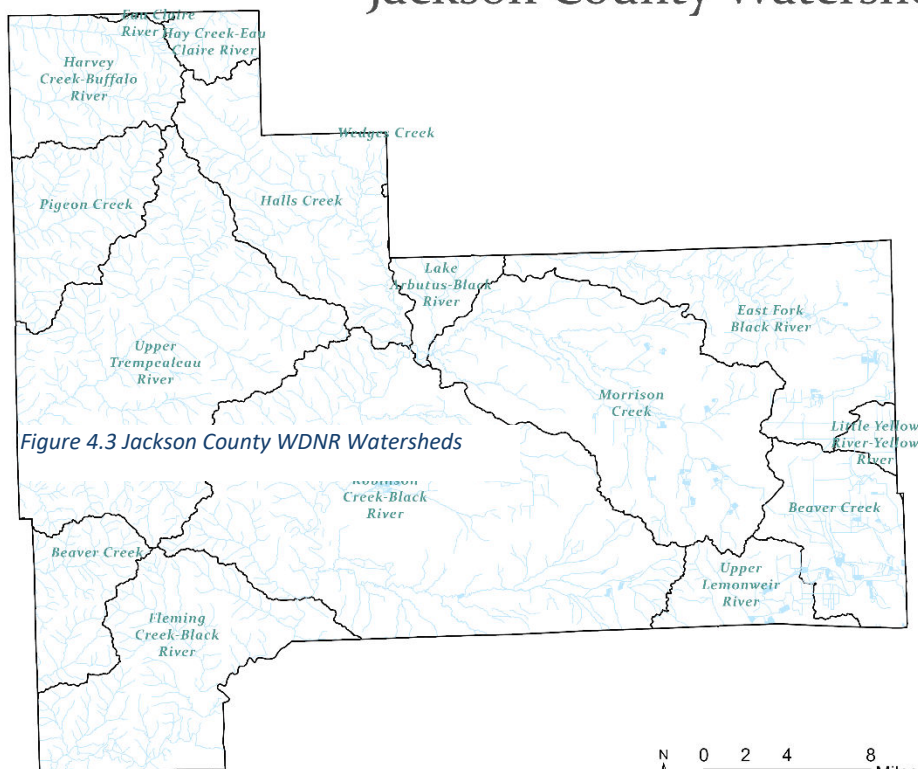 Jackson County Watershe
Eau Claire
River
Hay Creek-Eau
Claire River
Harvey
Creek-Buffalo
River
Wedges Creek
Pigeon Creek
Halls Creek
Lake
Arbutus-Black
River
East Fork
Black River
Upper
Trempealeau
River
Morrison
Creek
Little Yellow
River-Yellow
River
Figure 4.3 Jackson County WDNR Watersheds
Robinson
Creek-Black
River
Beaver Creek
Beaver Creek
Upper
Lemonweir
River
Fleming
Creek-Black
River
N
0 2 4 8
Miles